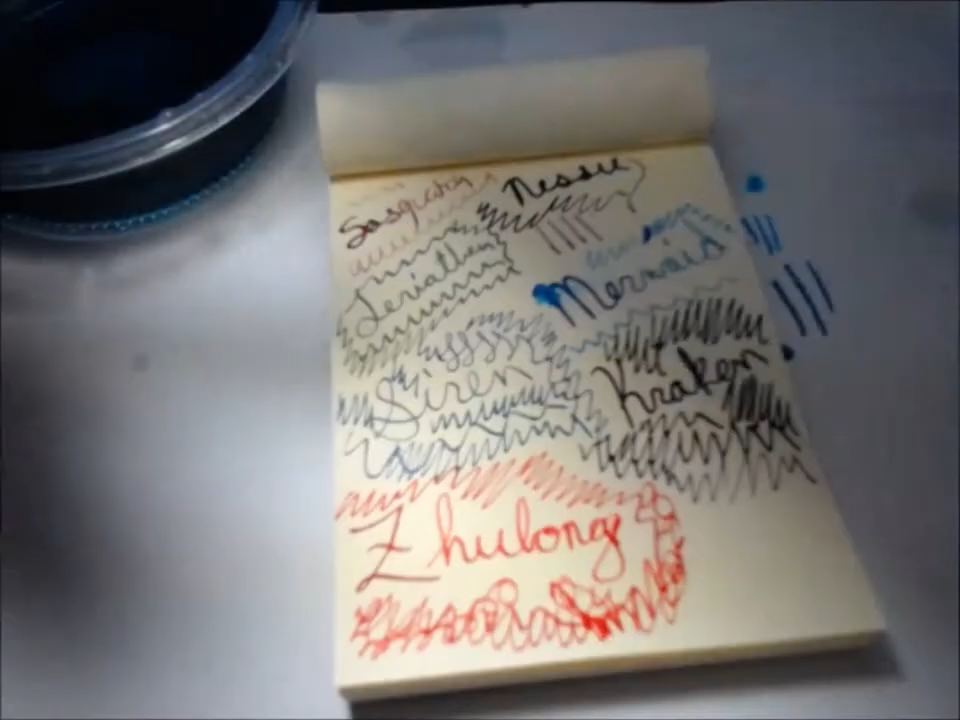 Sasquatch Nessie
Leviathan Mermaid
Siren Kraken
Zhulong